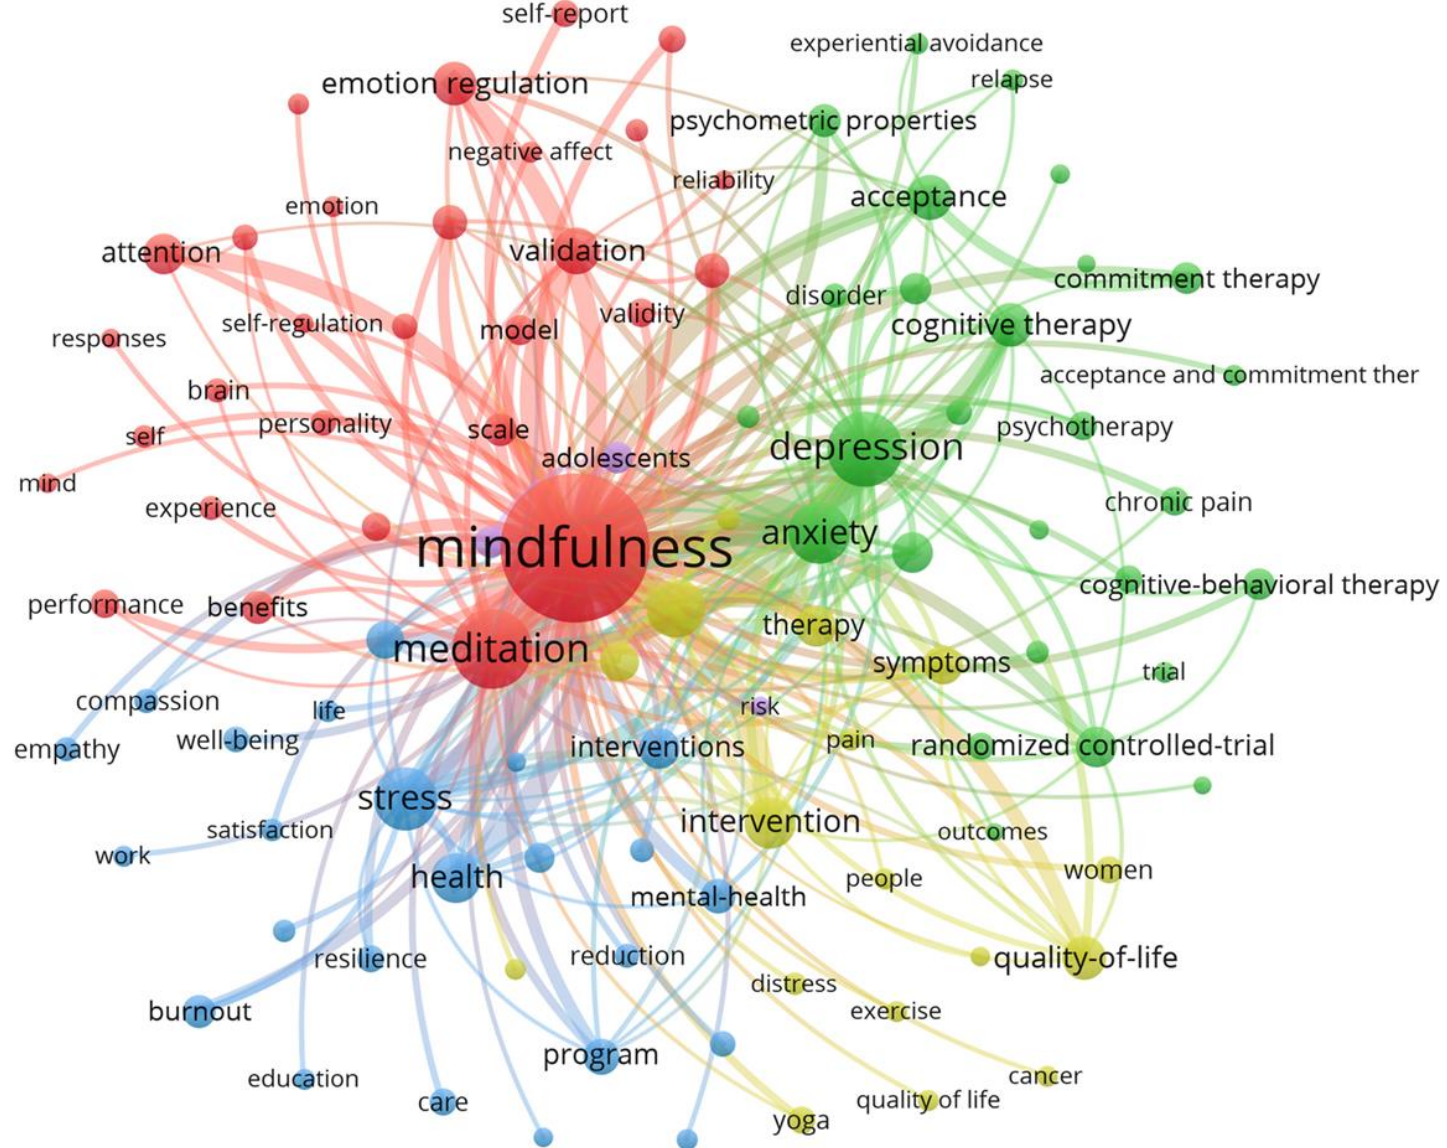 self-report
experiential avoidance
relapse
emotion regulation
psychometric properties
negative affect
reliability
acceptance
emotion
attention
validation
commitment therapy
disorder
validity
self-regulation
model
cognitive therapy
responses
acceptance and commitment ther
brain
personality
psychotherapy
scale
self
depression
adolescents
mind
chronic pain
experience
anxiety
mindfulness
cognitive-behavioral therapy
performance
benefits
therapy
meditation
symptoms
trial
compassion
risk
life
well-being
pain
empathy
interventions
randomized controlled-trial
stress
intervention
satisfaction
outcomes
work
women
health
people
mental-health
reduction
resilience
quality-of-life
distress
burnout
exercise
program
cancer
education
quality of life
care
yoga